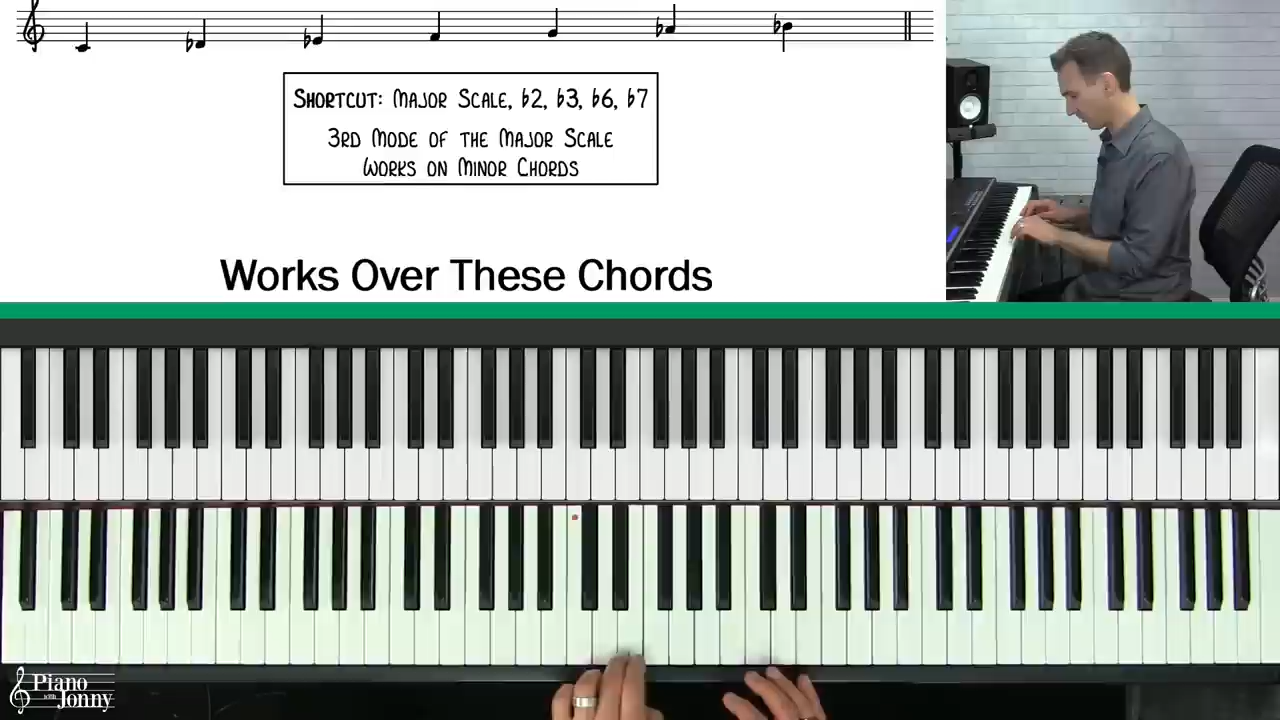 SHORTCUT: MAJOR SCALE, ♭2, ♭3, ♭6, ♭7
3RD MODE OF THE MAJOR SCALE
WORKS ON MINOR CHORDS
Works Over These Chords
Piano
with
Jonny